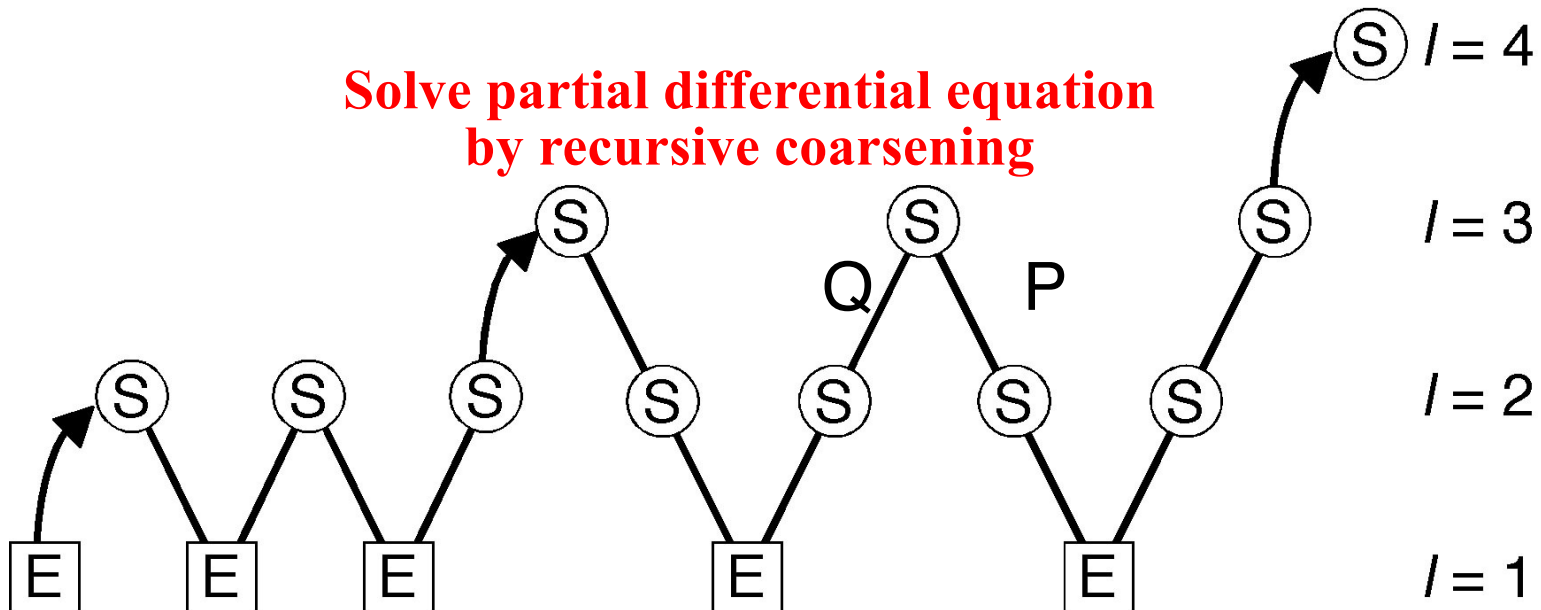 S l = 4
Solve partial differential equation
by recursive coarsening
S S S l = 3
Q P
S S S S S S S l = 2
E E E E E l = 1